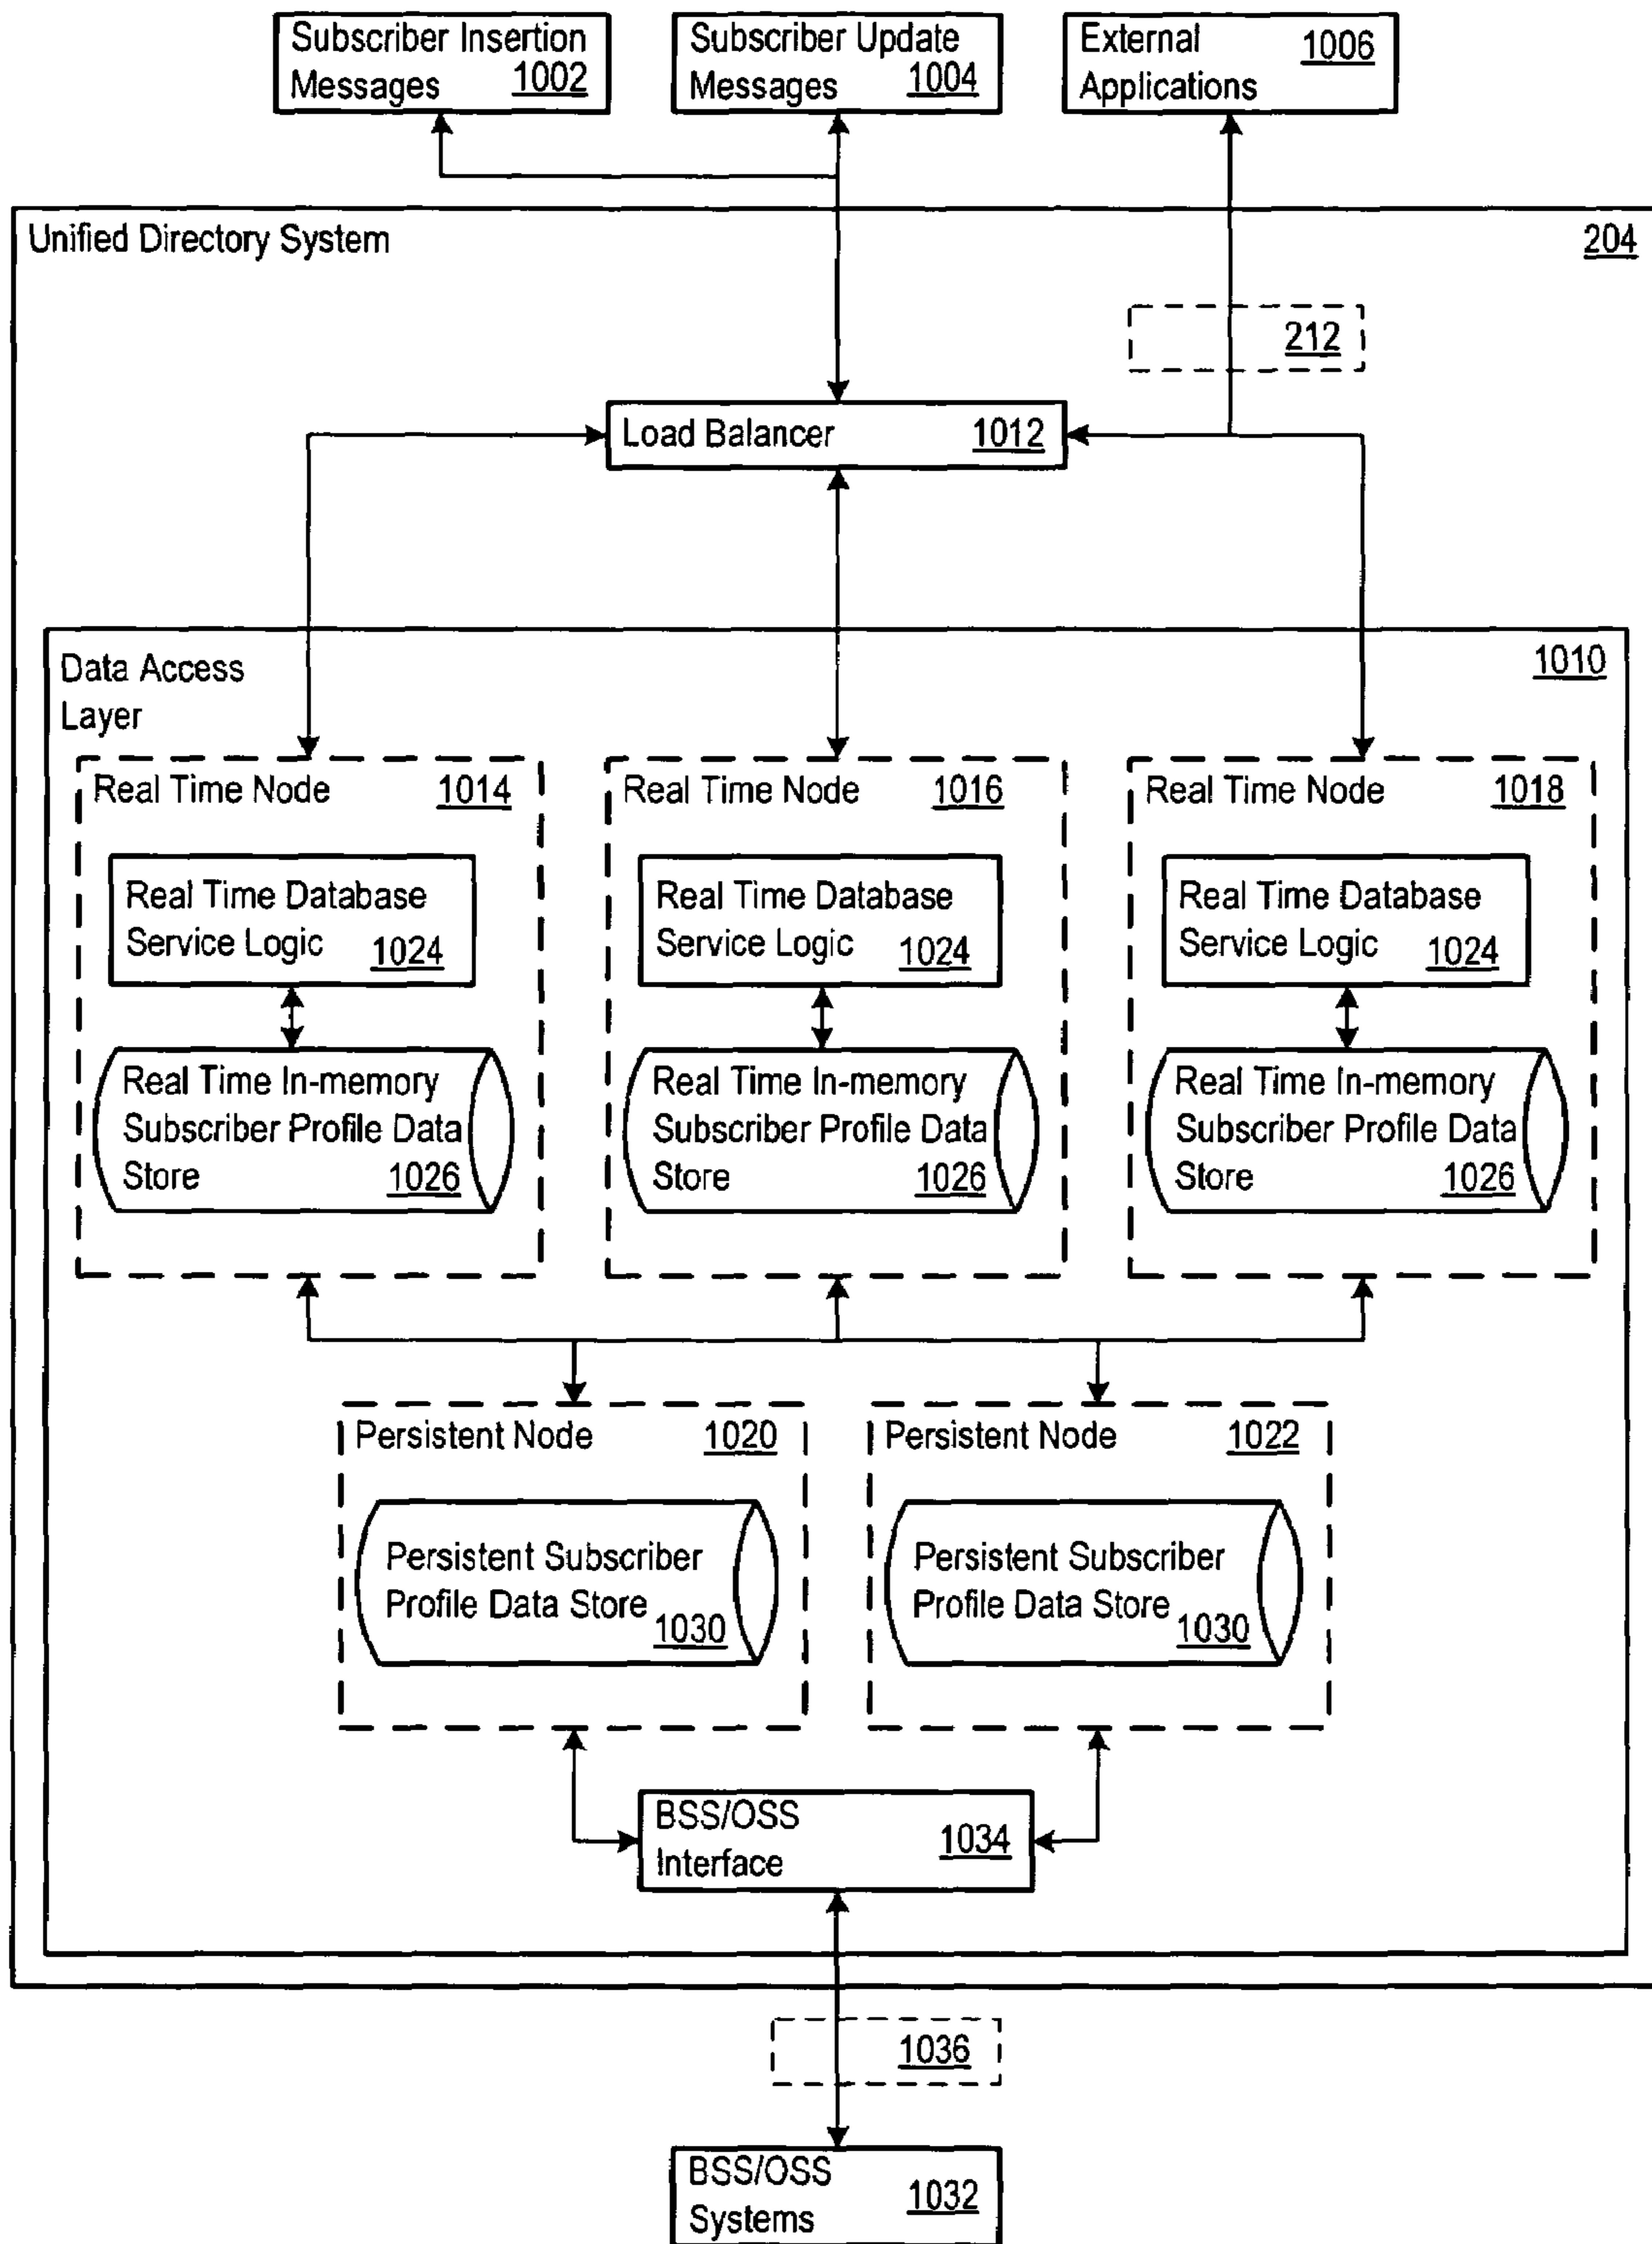 Subscriber Insertion
Messages 1002
Subscriber Update
Messages 1004
External 1006
Applications
Unified Directory System 204
212
Load Balancer 1012
Data Access 1010
Layer
Real Time Node 1014
Real Time Database
Service Logic 1024
Real Time In-memory
Subscriber Profile Data
Store 1026
Real Time Node 1016
Real Time Database
Service Logic 1024
Real Time In-memory
Subscriber Profile Data
Store 1026
Real Time Node 1018
Real Time Database
Service Logic 1024
Real Time In-memory
Subscriber Profile Data
Store 1026
Persistent Node 1020
Persistent Subscriber
Profile Data Store 1030
Persistent Node 1022
Persistent Subscriber
Profile Data Store 1030
BSS/OSS 1034
Interface
1036
BSS/OSS 1032
Systems